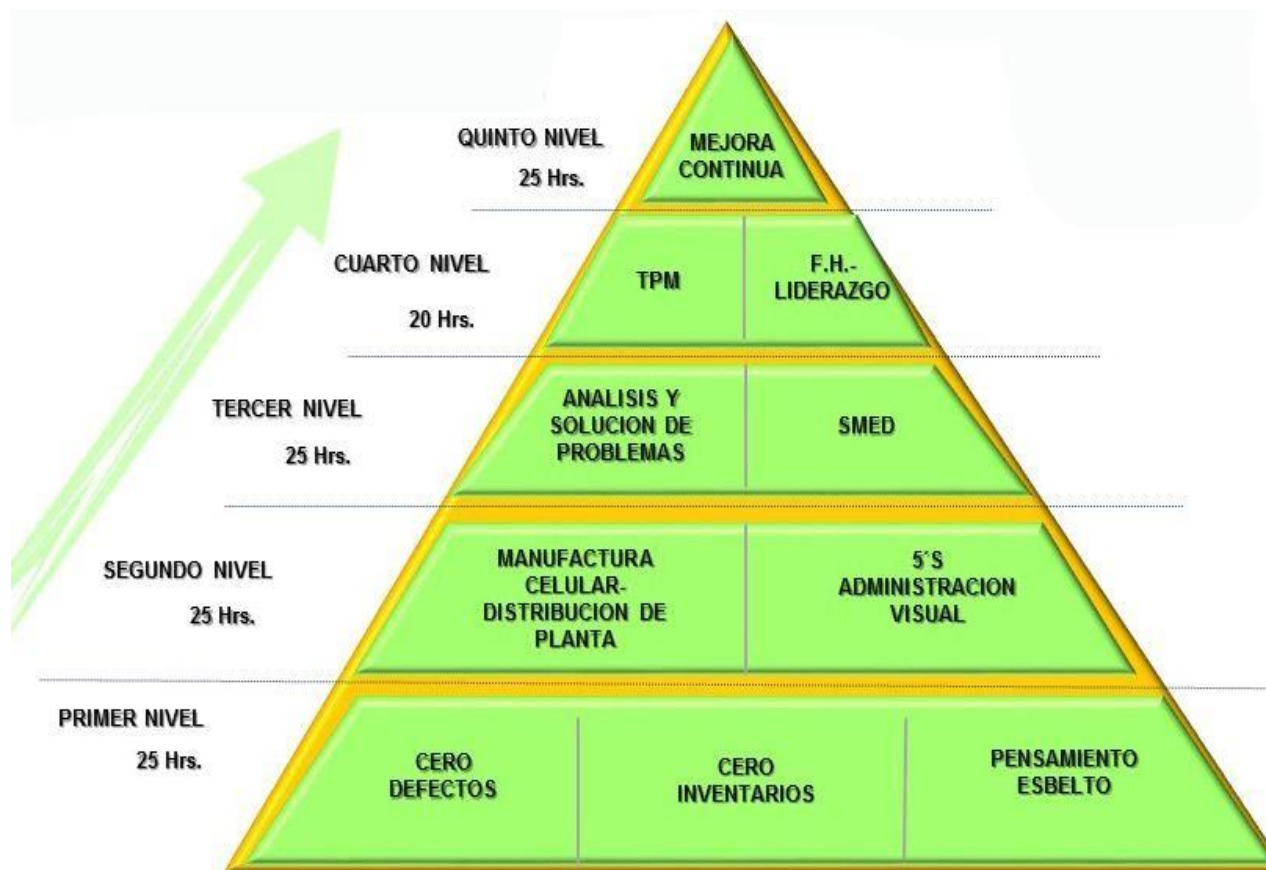 QUINTO NIVEL
25 Hrs.
MEJORA
CONTINUA
CUARTO NIVEL
20 Hrs.
TPM
F.H.-
LIDERAZGO
TERCER NIVEL
25 Hrs.
ANALISIS Y
SOLUCION DE
PROBLEMAS
SMED
SEGUNDO NIVEL
25 Hrs.
MANUFACTURA
CELULAR-
DISTRIBUCION DE
PLANTA
5´S
ADMINISTRACION
VISUAL
PRIMER NIVEL
25 Hrs.
CERO
DEFECTOS
CERO
INVENTARIOS
PENSAMIENTO
ESBELTO